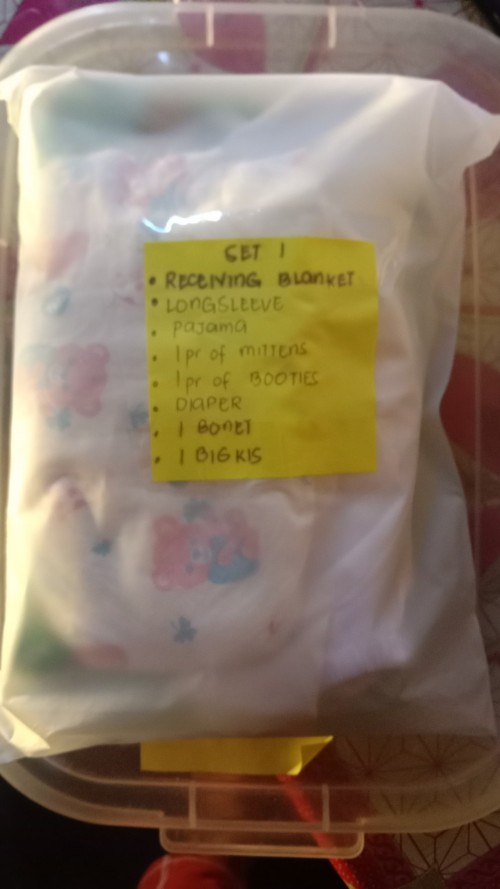 SET 1
• RECEIVING BLANKET
• LONGSLEEVE
• Pajama
• 1 pr of mITTENS
• 1 pr of BOOTIES
• DIAPER
• 1 BONET
• 1 BIGKIS